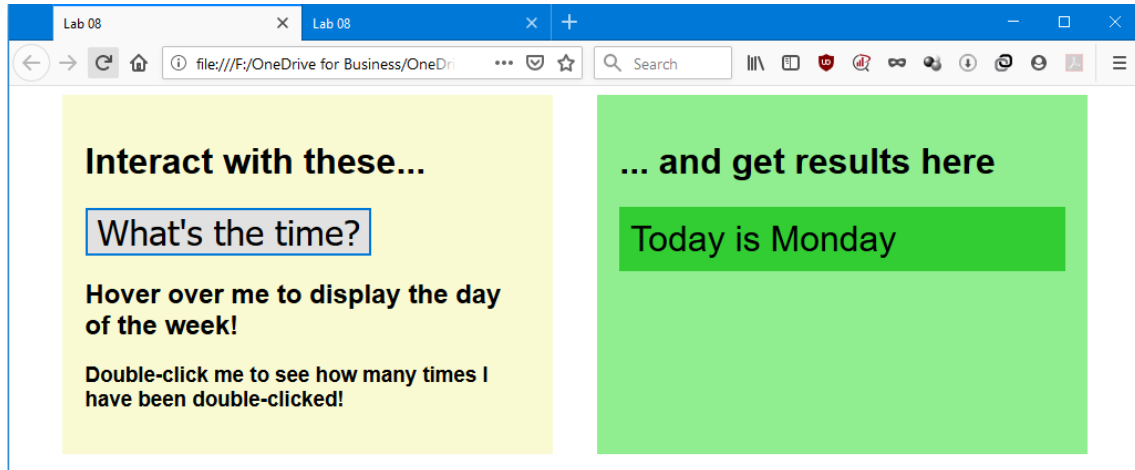 Lab 08
Lab 08
file:///F:/OneDrive for Business/OneDri
Search
Interact with these...
What's the time?
Hover over me to display the day
of the week!
Double-click me to see how many times I
have been double-clicked!
... and get results here
Today is Monday